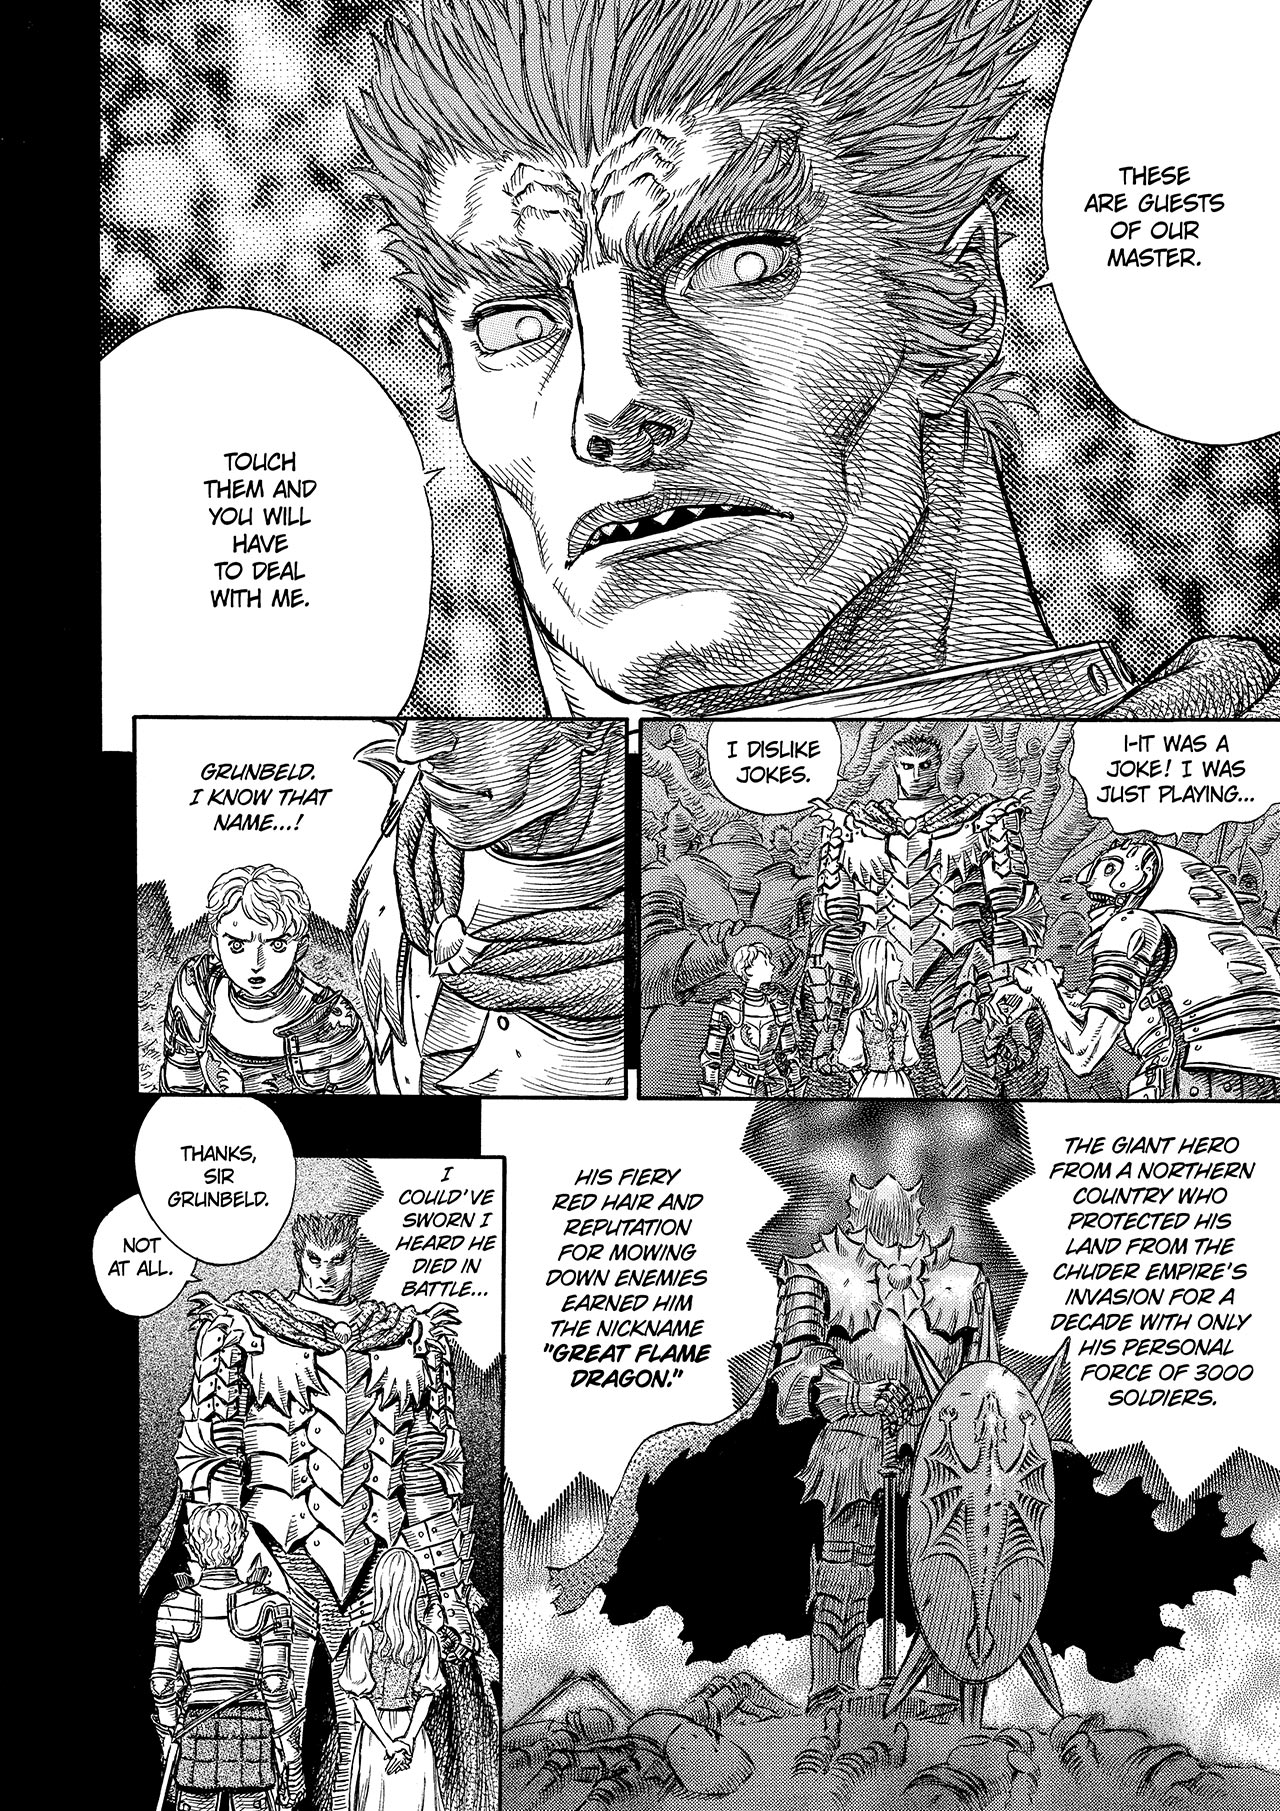 THESE
ARE GUESTS
OF OUR
MASTER.
TOUCH
THEM AND
YOU WILL
HAVE
TO DEAL
WITH ME.
I-IT WAS A
JOKE! I WAS
JUST PLAYING...
I DISLIKE
JOKES.
GRUNBELD.
I KNOW THAT
NAME...!
THE GIANT HERO
FROM A NORTHERN
COUNTRY WHO
PROTECTED HIS
LAND FROM THE
CHUDER EMPIRE'S
INVASION FOR A
DECADE WITH ONLY
HIS PERSONAL
FORCE OF 3000
SOLDIERS.
HIS FIERY
RED HAIR AND
REPUTATION
FOR MOWING
DOWN ENEMIES
EARNED HIM
THE NICKNAME
"GREAT FLAME
DRAGON."
I
COULD'VE
SWORN I
HEARD HE
DIED IN
BATTLE...
THANKS,
SIR
GRUNBELD.
NOT
AT ALL.